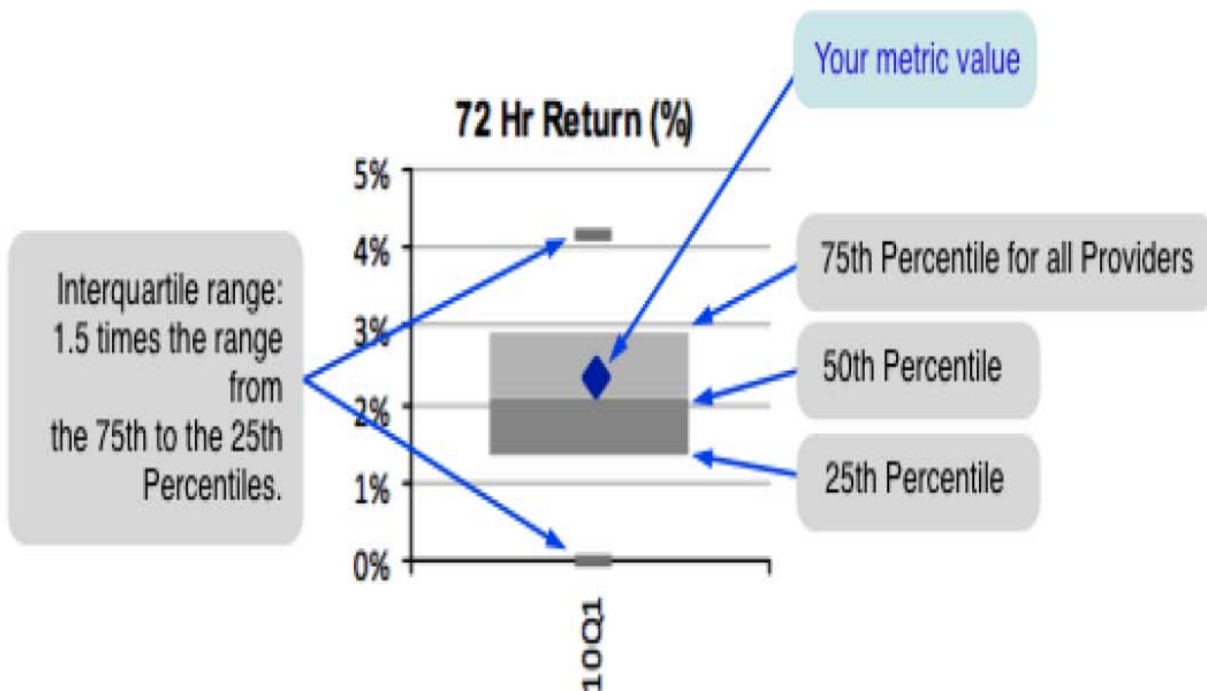 Your metric value
72 Hr Return (%)
5%
4%
3%
2%
1%
0%
10Q1
Interquartile range:
1.5 times the range
from
the 75th to the 25th
Percentiles.
75th Percentile for all Providers
50th Percentile
25th Percentile